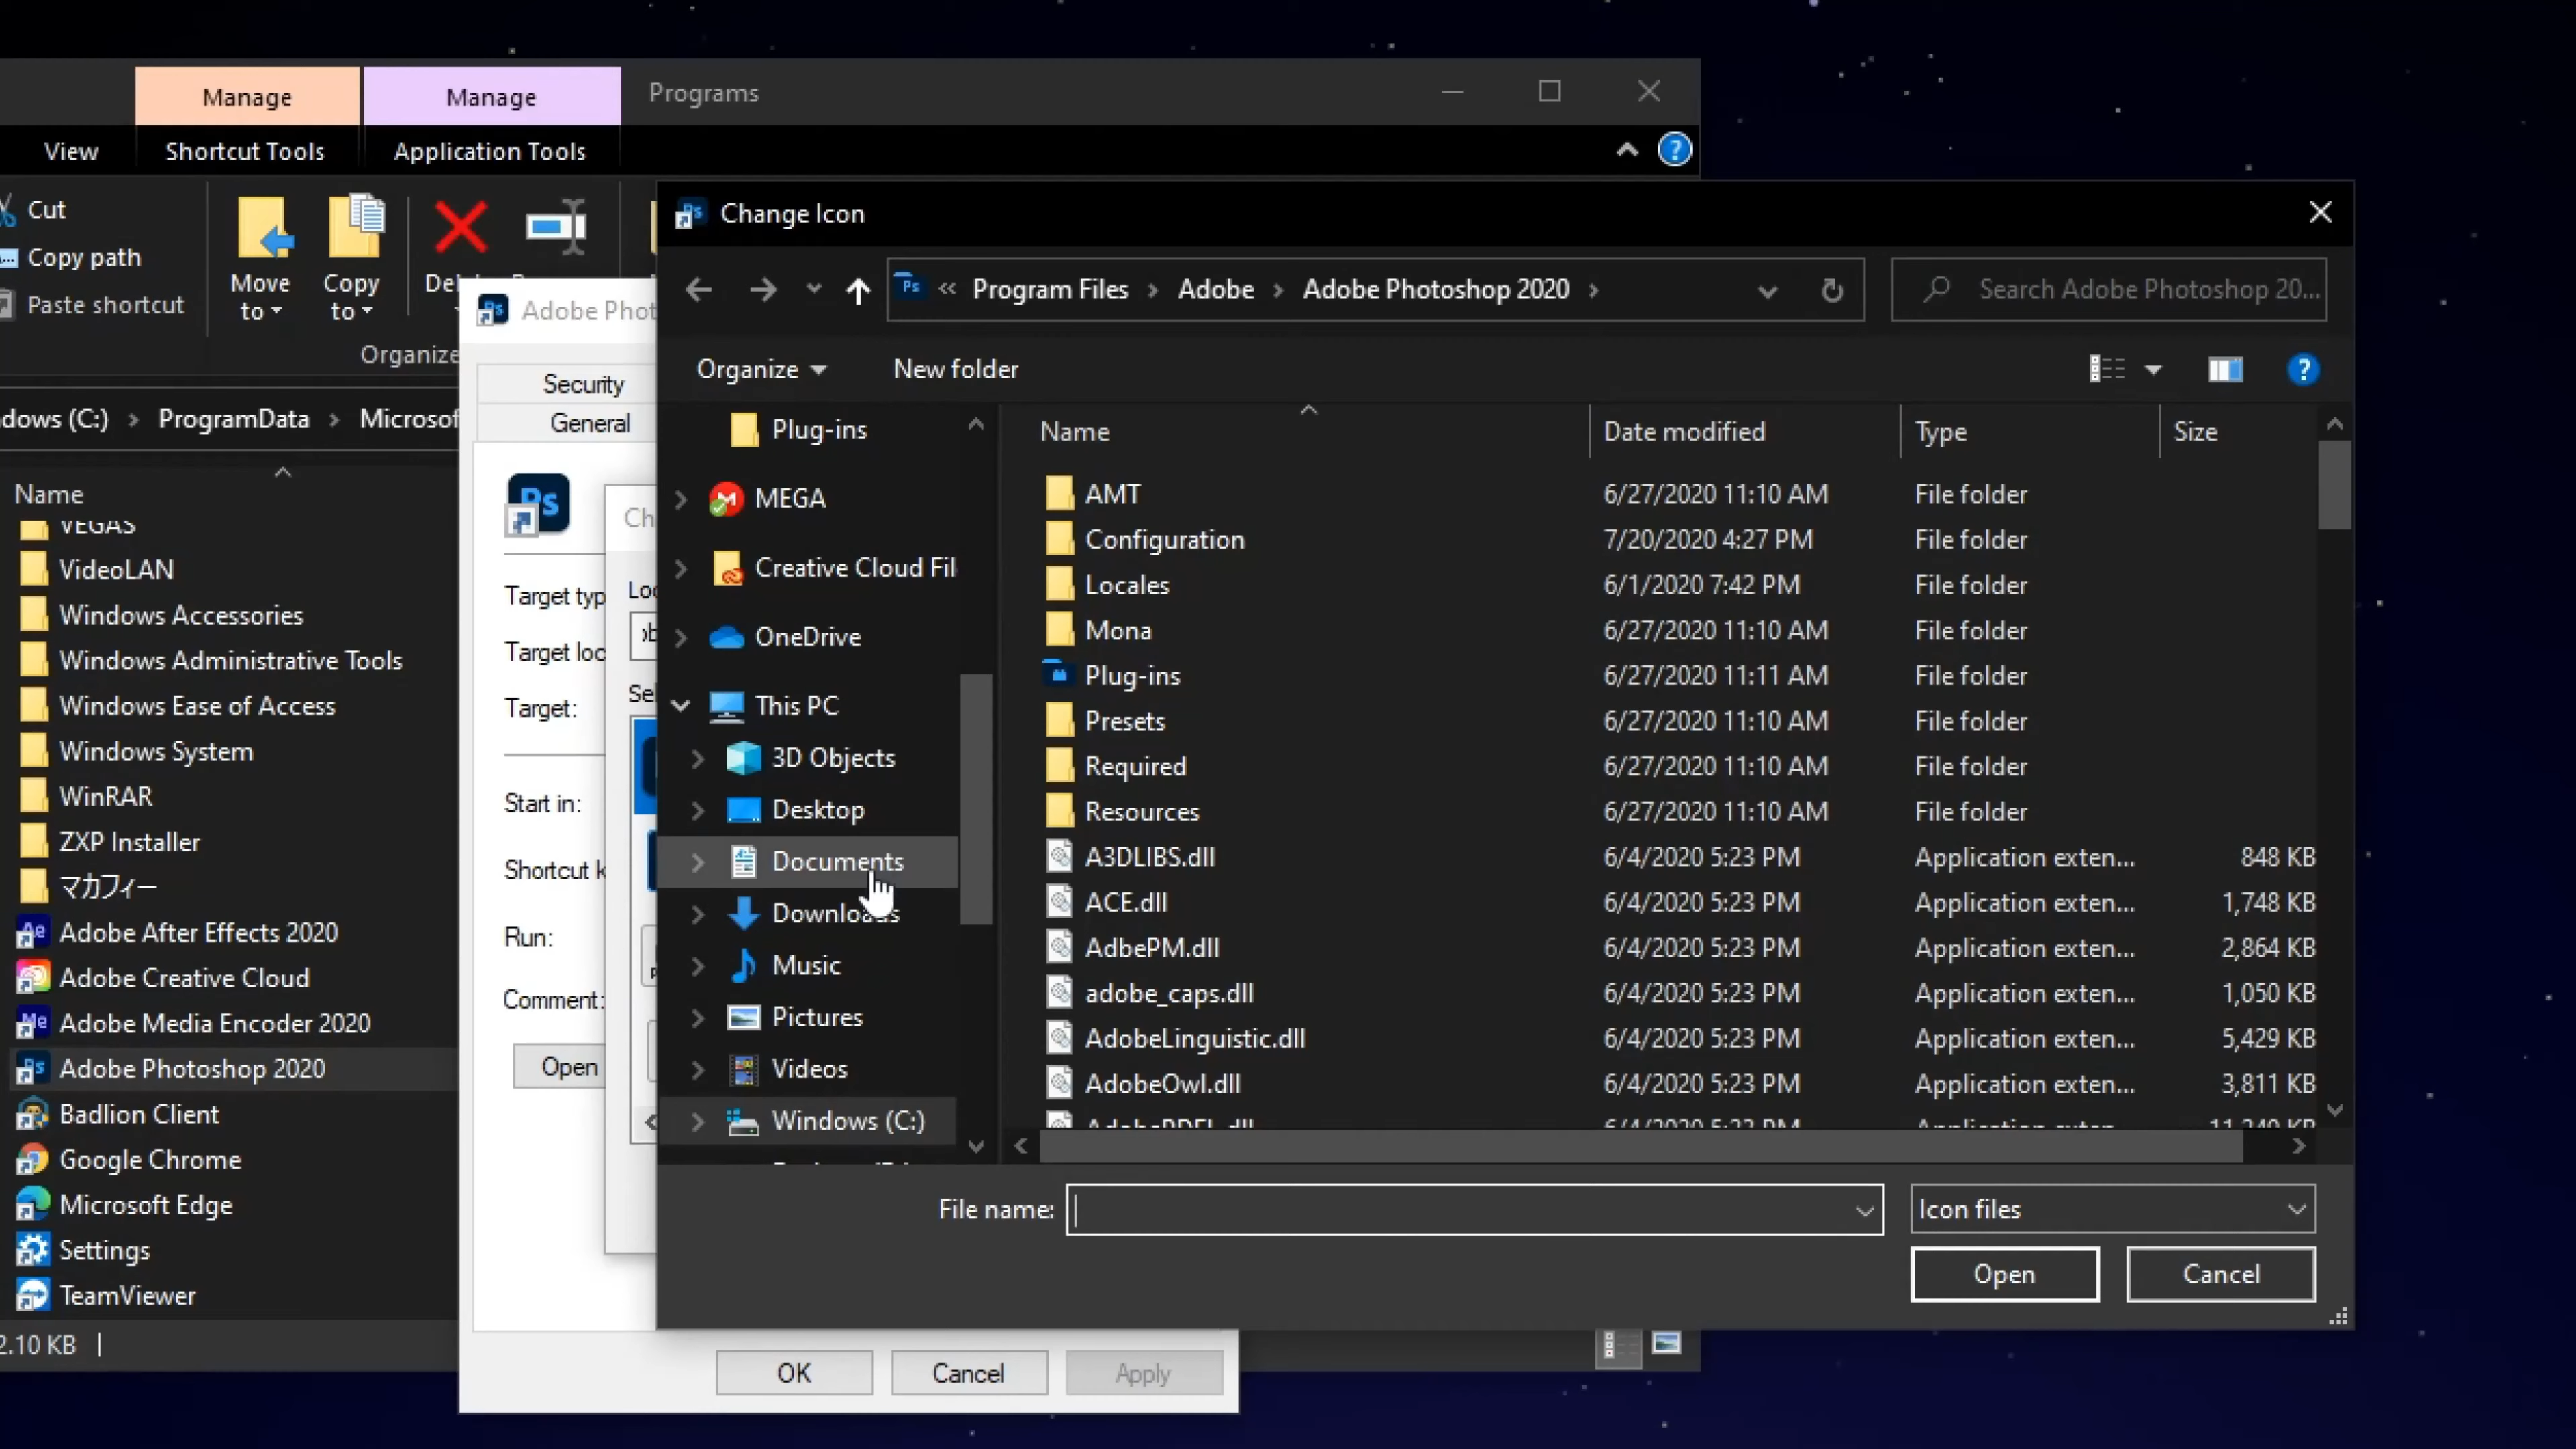 Manage
Manage
Programs
View
Shortcut Tools
Application Tools
Cut
Copy path
Paste shortcut
Move to
Copy to
Organize
dows (C:) > ProgramData > Microsof
Name
VEGAS
VideoLAN
Windows Accessories
Windows Administrative Tools
Windows Ease of Access
Windows System
WinRAR
ZXP Installer
マカフィー
Adobe After Effects 2020
Adobe Creative Cloud
Adobe Media Encoder 2020
Adobe Photoshop 2020
Badlion Client
Google Chrome
Microsoft Edge
Settings
TeamViewer
2.10 KB
Adobe Phot
Security
General
Target typ
Target loc
Target:
Start in:
Shortcut k
Run:
Comment:
Open
OK
Cancel
Apply
Change Icon
« Program Files > Adobe > Adobe Photoshop 2020 >
Search Adobe Photoshop 20...
Organize
New folder
Plug-ins
MEGA
Creative Cloud Fil
OneDrive
This PC
3D Objects
Desktop
Documents
Downloads
Music
Pictures
Videos
Windows (C:)
Name Date modified Type Size
AMT 6/27/2020 11:10 AM File folder
Configuration 7/20/2020 4:27 PM File folder
Locales 6/1/2020 7:42 PM File folder
Mona 6/27/2020 11:10 AM File folder
Plug-ins 6/27/2020 11:11 AM File folder
Presets 6/27/2020 11:10 AM File folder
Required 6/27/2020 11:10 AM File folder
Resources 6/27/2020 11:10 AM File folder
A3DLIBS.dll 6/4/2020 5:23 PM Application exten... 848 KB
ACE.dll 6/4/2020 5:23 PM Application exten... 1,748 KB
AdbePM.dll 6/4/2020 5:23 PM Application exten... 2,864 KB
adobe_caps.dll 6/4/2020 5:23 PM Application exten... 1,050 KB
AdobeLinguistic.dll 6/4/2020 5:23 PM Application exten... 5,429 KB
AdobeOwl.dll 6/4/2020 5:23 PM Application exten... 3,811 KB
File name:
Icon files
Open
Cancel